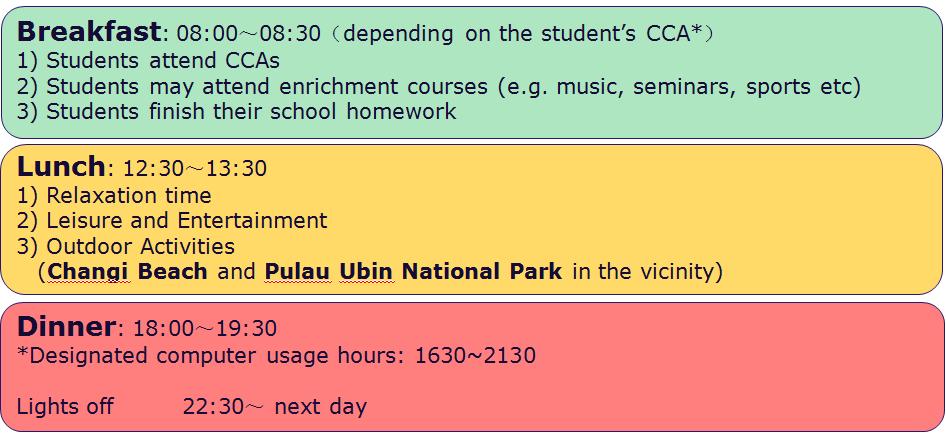 Breakfast: 08:00～08:30（depending on the student’s CCA*）
1) Students attend CCAs
2) Students may attend enrichment courses (e.g. music, seminars, sports etc)
3) Students finish their school homework
Lunch: 12:30～13:30
1) Relaxation time
2) Leisure and Entertainment
3) Outdoor Activities
(Changi Beach and Pulau Ubin National Park in the vicinity)
Dinner: 18:00～19:30
*Designated computer usage hours: 1630~2130
Lights off 22:30～ next day